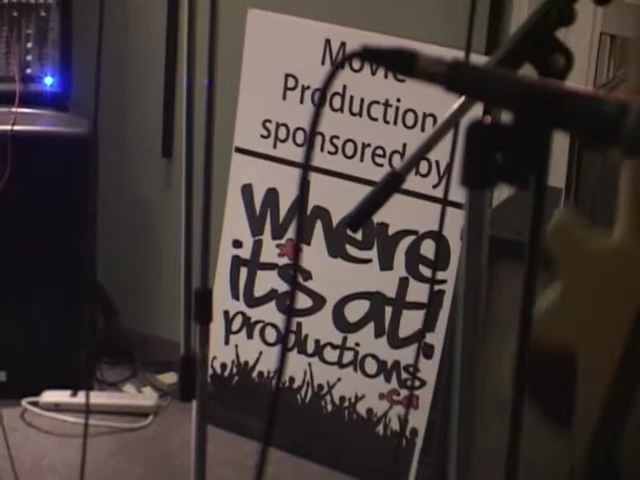 Movie
Production
sponsored by
where
it's at!
productions
.ca